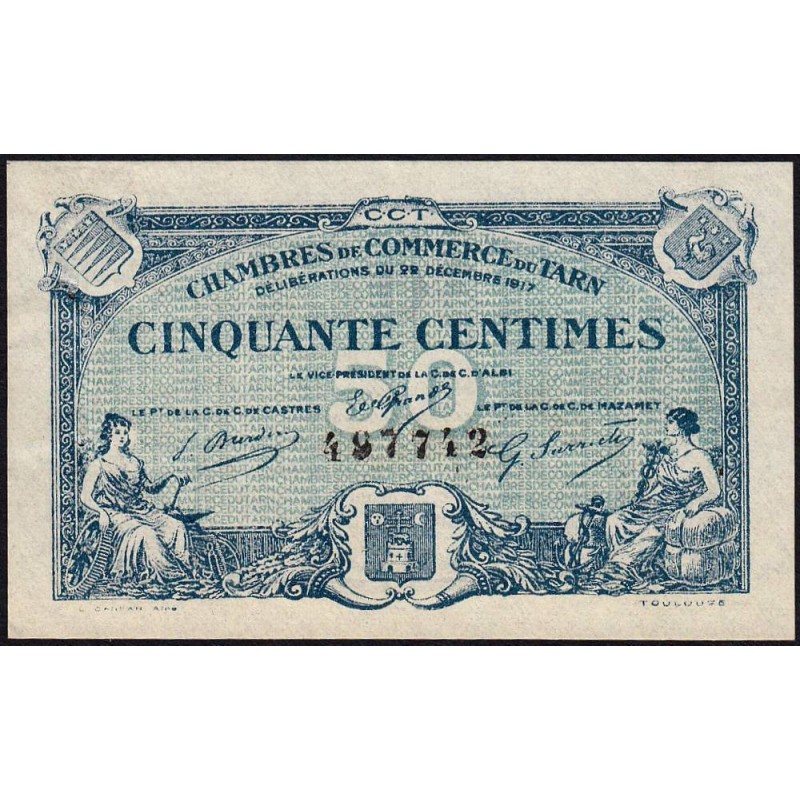 C.C.T.
CHAMBRES DE COMMERCE DU TARN
DÉLIBÉRATIONS DU 22 DÉCEMBRE 1917
CINQUANTE CENTIMES
50
LE VICE-PRÉSIDENT DE LA C. DE C. D'ALBI
LE PT DE LA C. DE C. DE CASTRES
LE PT DE LA C. DE C. DE MAZAMET
497742
TOULOUSE